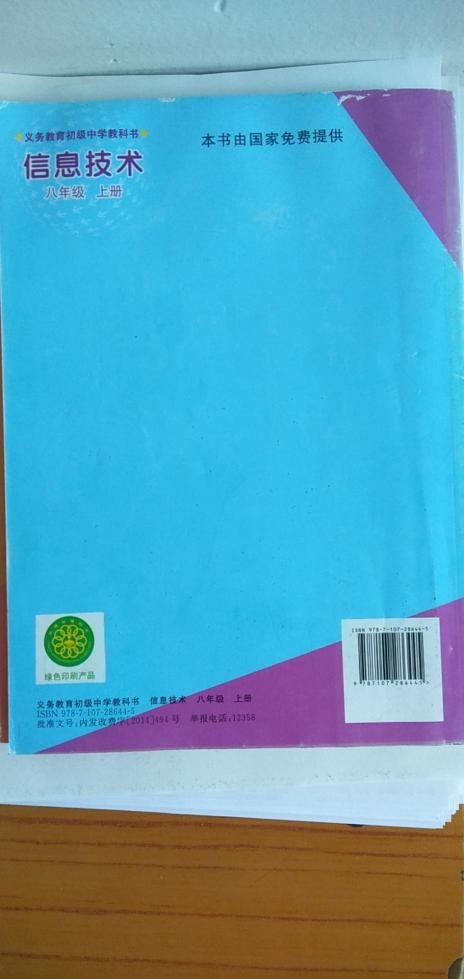 义务教育初级中学教科书
信息技术
八年级 上册
本书由国家免费提供
绿色印刷产品
义务教育初级中学教科书 信息技术 八年级 上册
ISBN 978-7-107-28644-5
批准文号:内发改费字[2014]494号 举报电话:12358
ISBN 978-7-107-28644-5
9 787107 286445